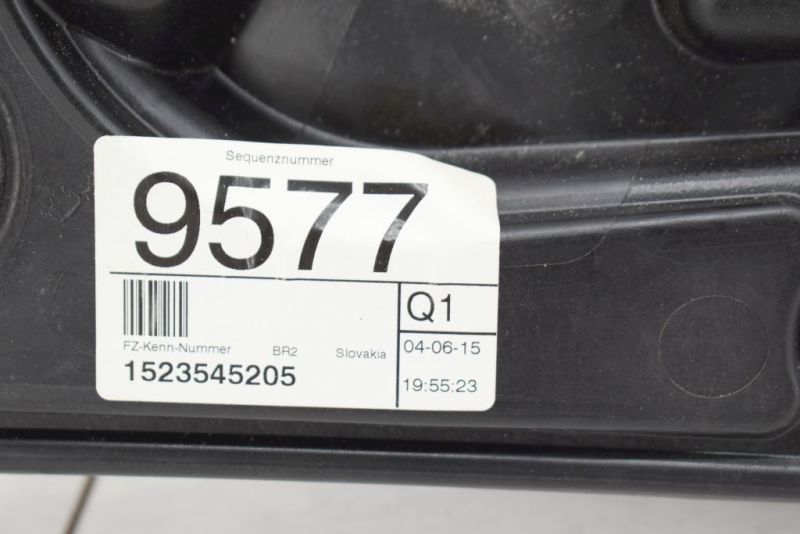 Sequenznummer
9577
Q1
FZ-Kenn-Nummer BR2 Slovakia
04-06-15
1523545205
19:55:23